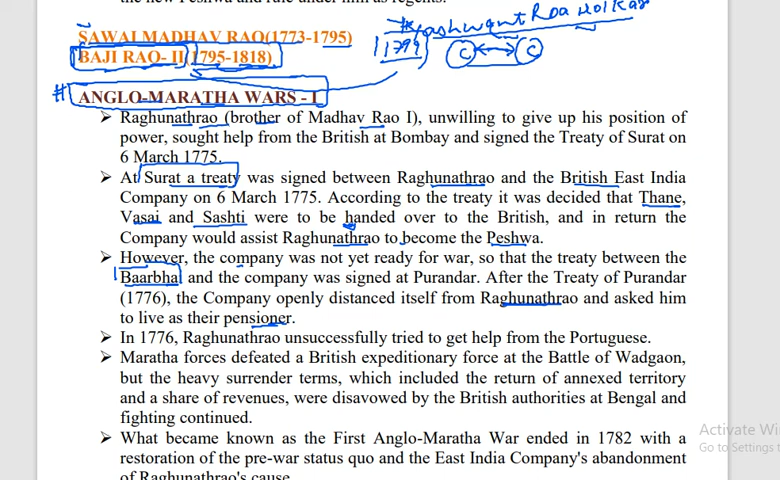 the new Peshwa and rule under him as regents.
# Yashwant Roa Holkar
SAWAI MADHAV RAO(1773-1795)
1799
C C
BAJI RAO- II(1795-1818)
# ANGLO-MARATHA WARS - I
➤ Raghunathrao (brother of Madhav Rao I), unwilling to give up his position of
power, sought help from the British at Bombay and signed the Treaty of Surat on
6 March 1775.
➤ At Surat a treaty was signed between Raghunathrao and the British East India
Company on 6 March 1775. According to the treaty it was decided that Thane,
Vasai and Sashti were to be handed over to the British, and in return the
Company would assist Raghunathrao to become the Peshwa.
➤ However, the company was not yet ready for war, so that the treaty between the
Baarbhai and the company was signed at Purandar. After the Treaty of Purandar
(1776), the Company openly distanced itself from Raghunathrao and asked him
to live as their pensioner.
➤ In 1776, Raghunathrao unsuccessfully tried to get help from the Portuguese.
➤ Maratha forces defeated a British expeditionary force at the Battle of Wadgaon,
but the heavy surrender terms, which included the return of annexed territory
and a share of revenues, were disavowed by the British authorities at Bengal and
fighting continued.
Activate Wi
Go to Settings t
➤ What became known as the First Anglo-Maratha War ended in 1782 with a
restoration of the pre-war status quo and the East India Company's abandonment
of Raghunathrao's cause.